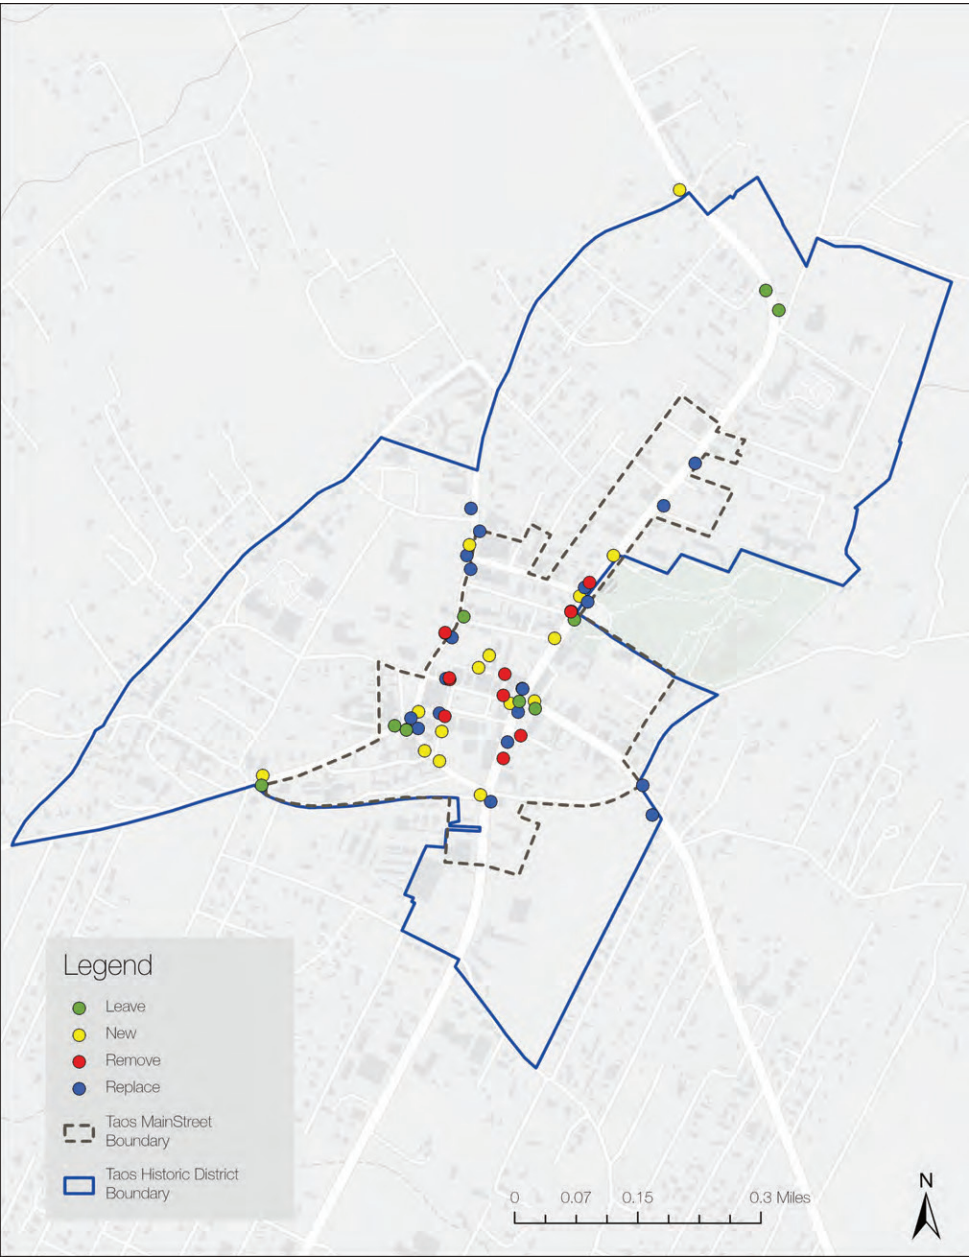 Legend
Leave
New
Remove
Replace
Taos MainStreet
Boundary
Taos Historic District
Boundary
N
0 0.07 0.15 0.3 Miles